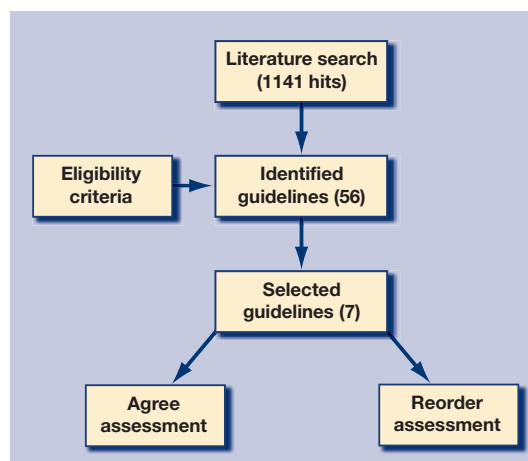 Literature search
(1141 hits)
Eligibility
criteria
Identified
guidelines (56)
Selected
guidelines (7)
Agree
assessment
Reorder
assessment